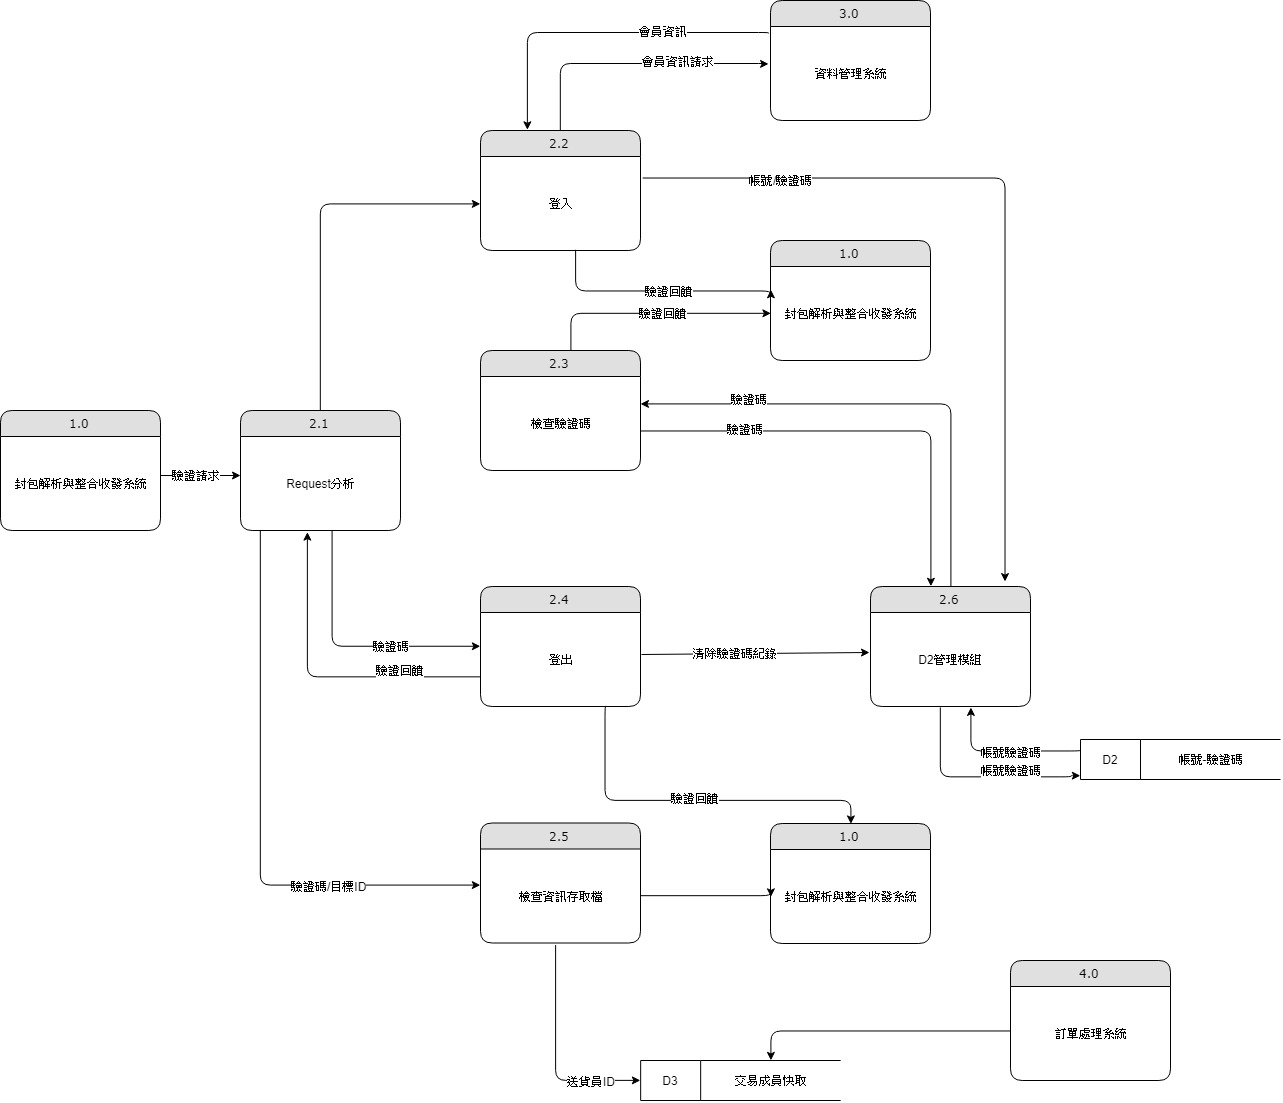 3.0
會員資訊
會員資訊請求
資料管理系統
2.2
登入
帳號/驗證碼
1.0
驗證回饋
驗證回饋
封包解析與整合收發系統
2.3
檢查驗證碼
驗證碼
驗證碼
1.0
封包解析與整合收發系統
驗證請求
2.1
Request分析
2.4
登出
驗證碼
驗證回饋
清除驗證碼紀錄
2.6
D2管理模組
帳號驗證碼
帳號驗證碼
D2
帳號-驗證碼
驗證回饋
2.5
檢查資訊存取檔
驗證碼/目標ID
1.0
封包解析與整合收發系統
4.0
訂單處理系統
送貨員ID
D3
交易成員快取